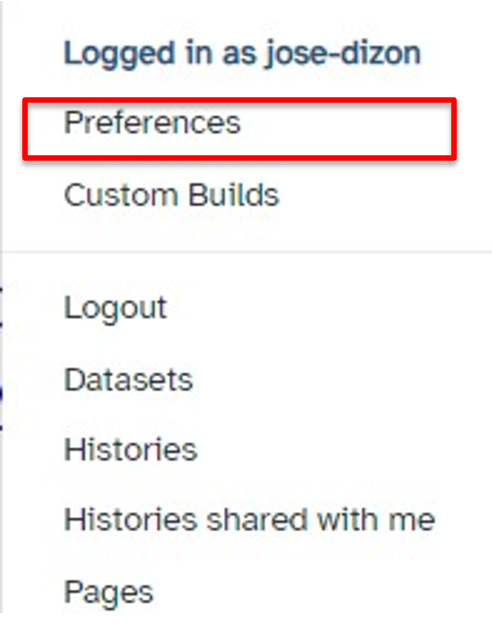 Logged in as jose-dizon
Preferences
Custom Builds
Logout
Datasets
Histories
Histories shared with me
Pages